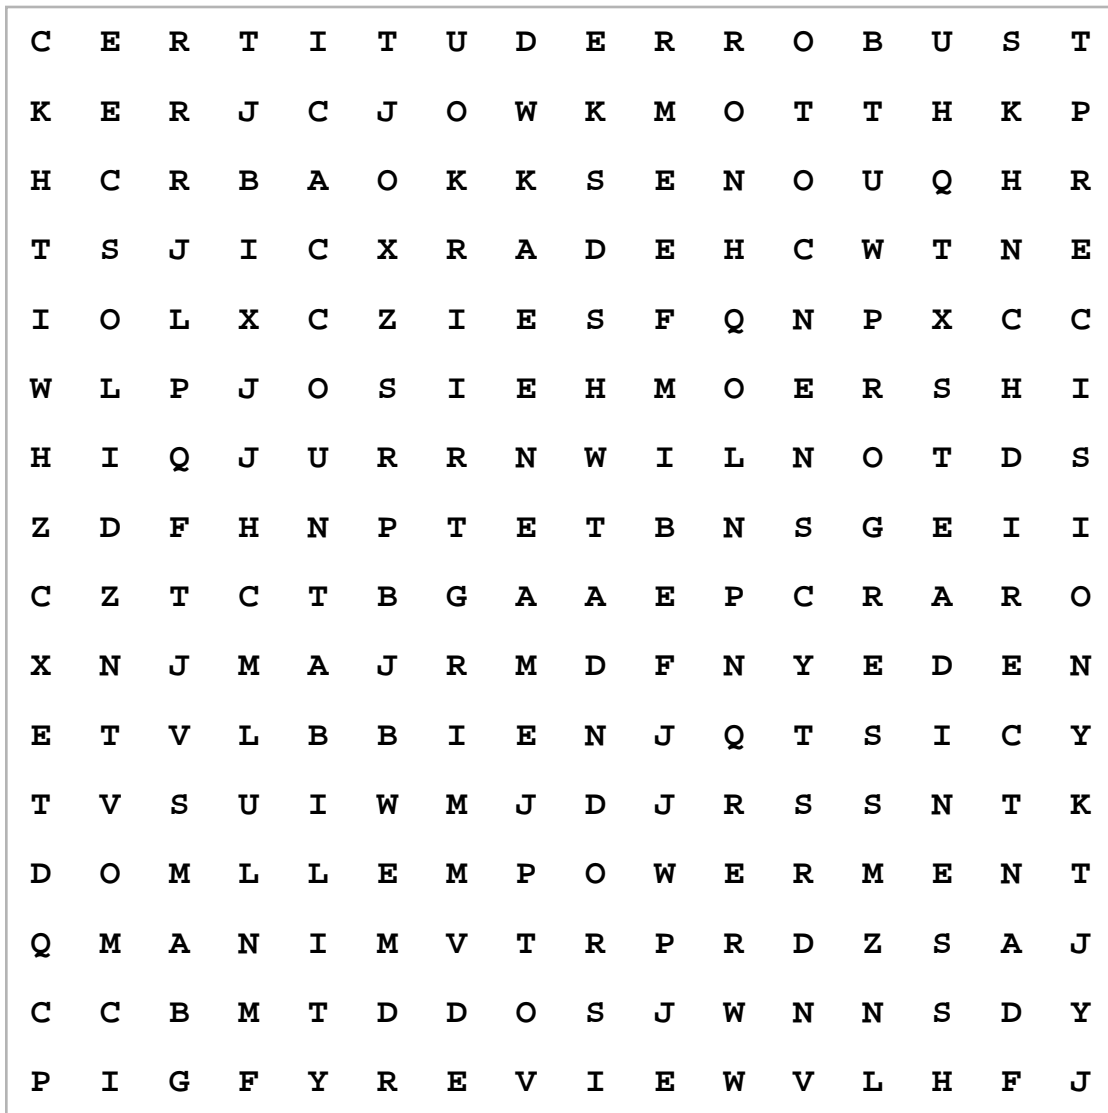 C E R T I T U D E R R O B U S T
K E R J C J O W K M O T T H K P
H C R B A O K K S E N O U Q H R
T S J I C X R A D E H C W T N E
I O L X C Z I E S F Q N P X C C
W L P J O S I E H M O E R S H I
H I Q J U R R N W I L N O T D S
Z D F H N P T E T B N S G E I I
C Z T C T B G A A E P C R A R O
X N J M A J R M D F N Y E D E N
E T V L B B I E N J Q T S I C Y
T V S U I W M J D J R S S N T K
D O M L L E M P O W E R M E N T
Q M A N I M V T R P R D Z S A J
C C B M T D D O S J W N N S D Y
P I G F Y R E V I E W V L H F J